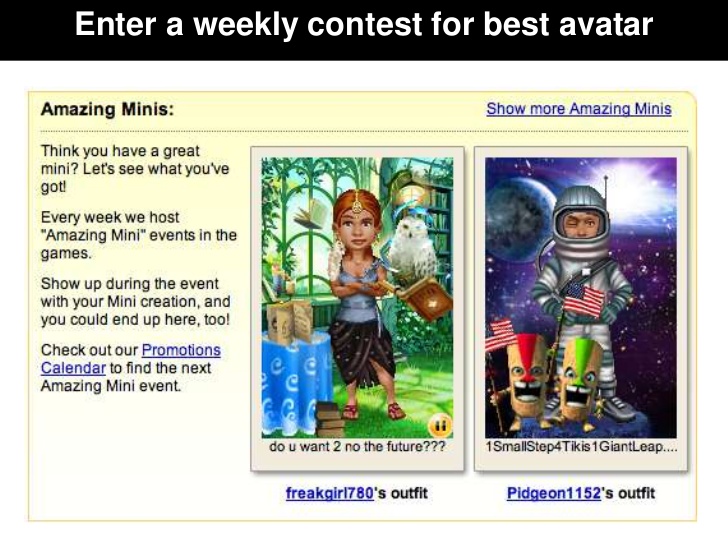 Enter a weekly contest for best avatar
Amazing Minis:
Show more Amazing Minis
Think you have a great
mini? Let's see what you've
got!
Every week we host
"Amazing Mini" events in the
games.
Show up during the event
with your Mini creation, and
you could end up here, too!
Check out our Promotions
Calendar to find the next
Amazing Mini event.
do u want 2 no the future???
1SmallStep4Tikis1GiantLeap....
freakgirl780's outfit
Pidgeon1152's outfit